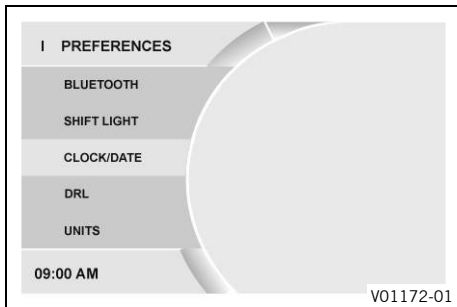 I PREFERENCES
BLUETOOTH
SHIFT LIGHT
CLOCK/DATE
DRL
UNITS
09:00 AM
V01172-01